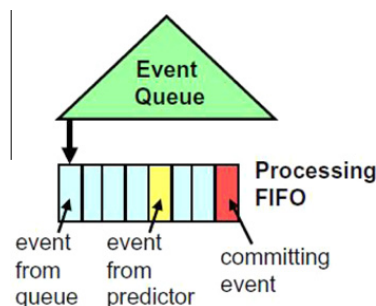 Event
Queue
Processing
FIFO
event
from
queue
event
from
predictor
committing
event